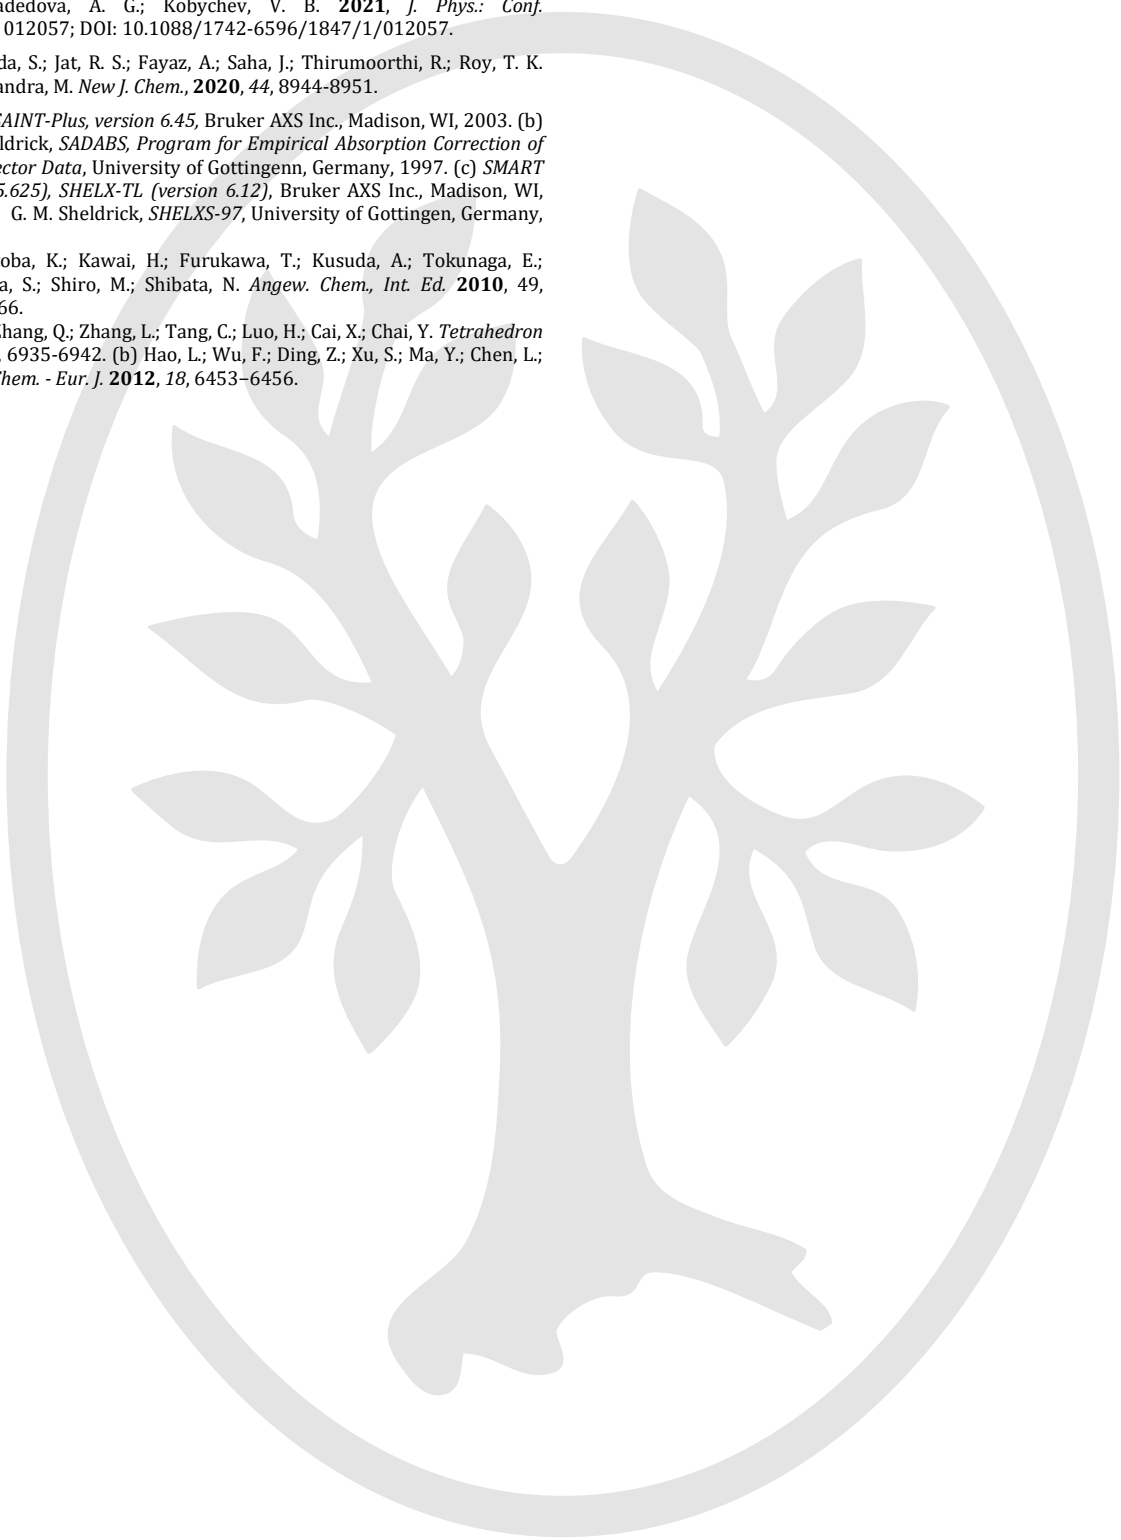 adedova, A. G.; Kobychev, V. B. 2021, J. Phys.: Conf.
012057; DOI: 10.1088/1742-6596/1847/1/012057.
da, S.; Jat, R. S.; Fayaz, A.; Saha, J.; Thirumoorthi, R.; Roy, T. K.
andra, M. New J. Chem., 2020, 44, 8944-8951.
AINT-Plus, version 6.45, Bruker AXS Inc., Madison, WI, 2003. (b)
ldrick, SADABS, Program for Empirical Absorption Correction of
ector Data, University of Gottingenn, Germany, 1997. (c) SMART
5.625), SHELX-TL (version 6.12), Bruker AXS Inc., Madison, WI,
G. M. Sheldrick, SHELXS-97, University of Gottingen, Germany,
oba, K.; Kawai, H.; Furukawa, T.; Kusuda, A.; Tokunaga, E.;
a, S.; Shiro, M.; Shibata, N. Angew. Chem., Int. Ed. 2010, 49,
66.
Zhang, Q.; Zhang, L.; Tang, C.; Luo, H.; Cai, X.; Chai, Y. Tetrahedron
, 6935-6942. (b) Hao, L.; Wu, F.; Ding, Z.; Xu, S.; Ma, Y.; Chen, L.;
Chem. - Eur. J. 2012, 18, 6453−6456.